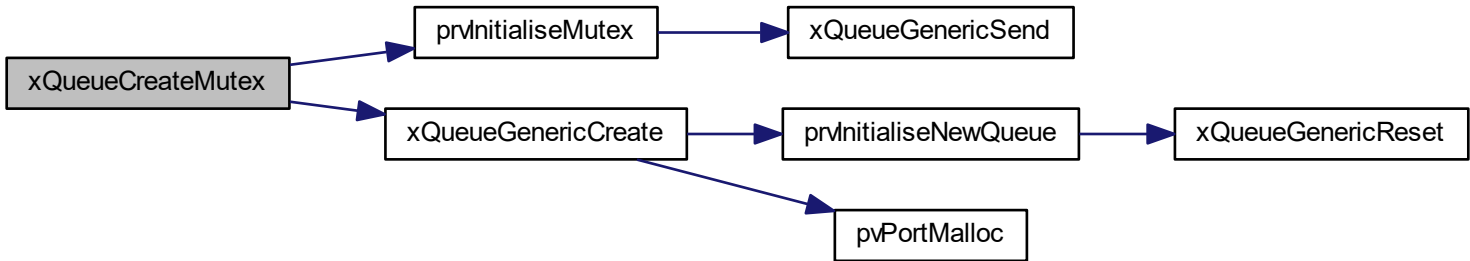 prvInitialiseMutex
xQueueGenericSend
xQueueCreateMutex
xQueueGenericCreate
prvInitialiseNewQueue
xQueueGenericReset
pvPortMalloc